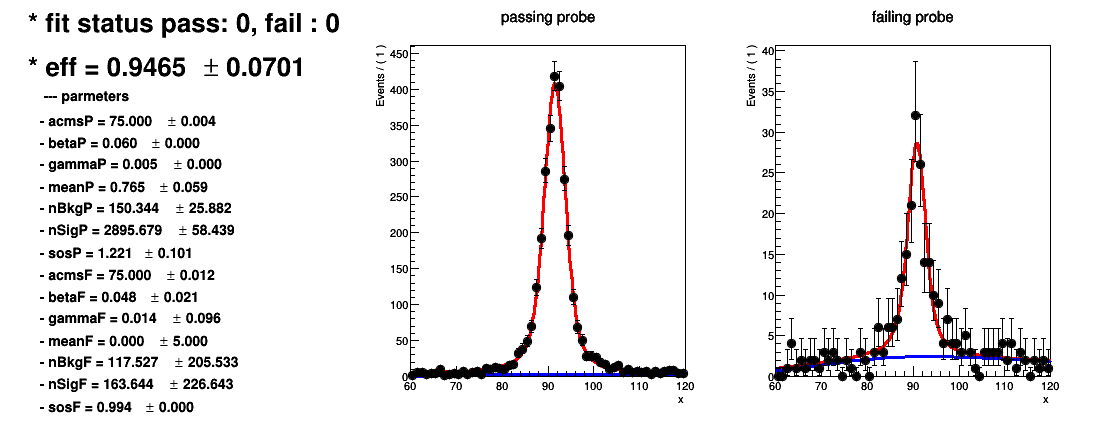 * fit status pass: 0, fail : 0
* eff = 0.9465 ± 0.0701
--- parmeters
- acmsP = 75.000 ± 0.004
- betaP = 0.060 ± 0.000
- gammaP = 0.005 ± 0.000
- meanP = 0.765 ± 0.059
- nBkgP = 150.344 ± 25.882
- nSigP = 2895.679 ± 58.439
- sosP = 1.221 ± 0.101
- acmsF = 75.000 ± 0.012
- betaF = 0.048 ± 0.021
- gammaF = 0.014 ± 0.096
- meanF = 0.000 ± 5.000
- nBkgF = 117.527 ± 205.533
- nSigF = 163.644 ± 226.643
- sosF = 0.994 ± 0.000
passing probe
Events / ( 1 )
450
400
350
300
250
200
150
100
50
0
60 70 80 90 100 120
x
failing probe
Events / ( 1 )
40
35
30
25
20
15
10
5
0
60 70 80 90 100 110 120
x